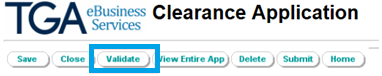 TGA eBusiness Services Clearance Application
Save Close Validate View Entire App Delete Submit Home